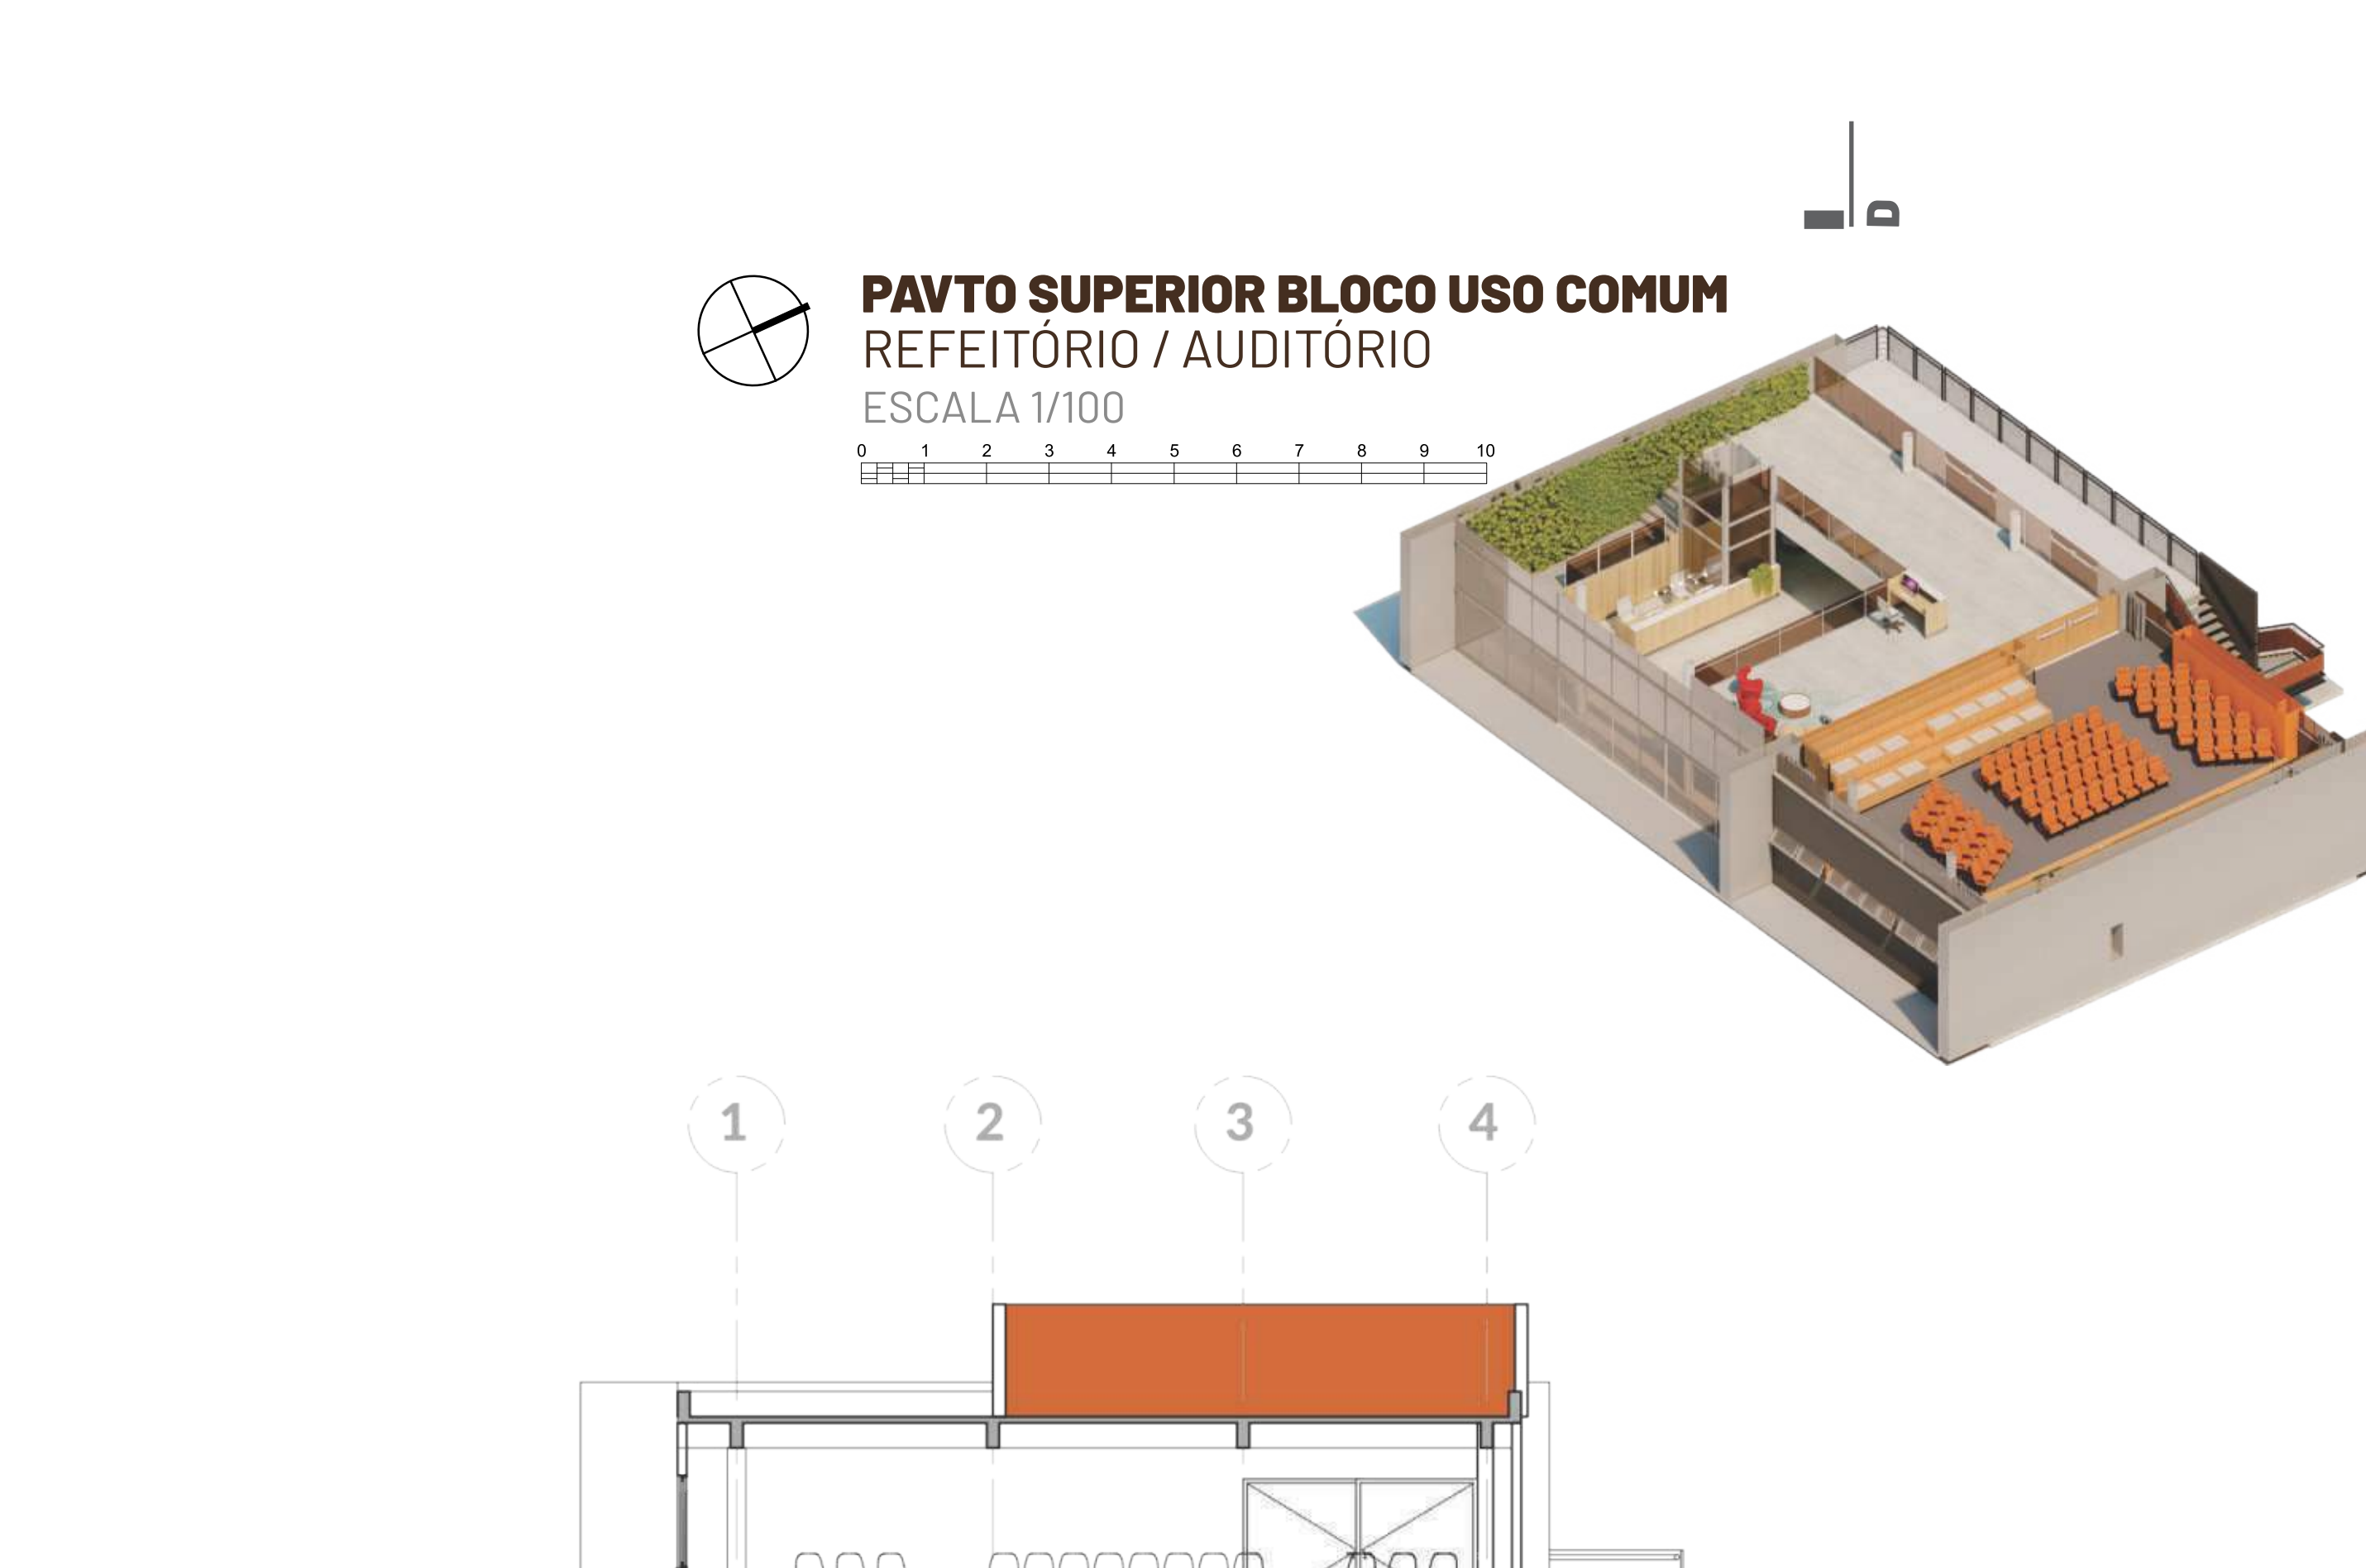 D
PAVTO SUPERIOR BLOCO USO COMUM
REFEITÓRIO / AUDITÓRIO
ESCALA 1/100
0 1 2 3 4 5 6 7 8 9 10
1 2 3 4